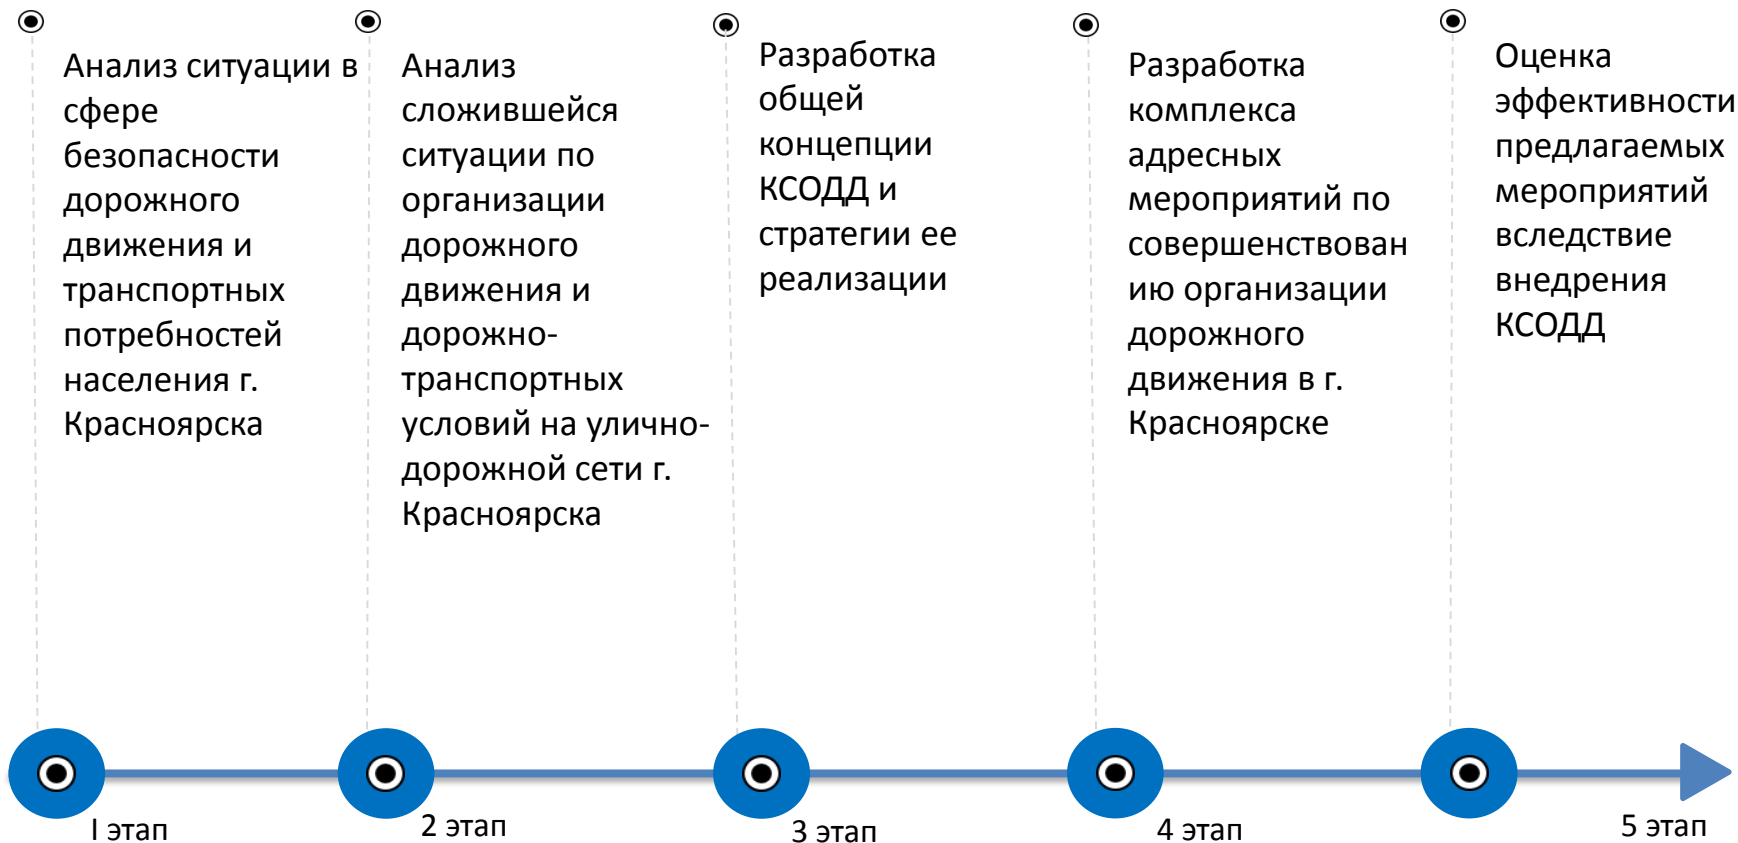 Анализ ситуации в
сфере
безопасности
дорожного
движения и
транспортных
потребностей
населения г.
Красноярска
Анализ
сложившейся
ситуации по
организации
дорожного
движения и
дорожно-
транспортных
условий на улично-
дорожной сети г.
Красноярска
Разработка
общей
концепции
КСОДД и
стратегии ее
реализации
Разработка
комплекса
адресных
мероприятий по
совершенствован
ию организации
дорожного
движения в г.
Красноярске
Оценка
эффективности
предлагаемых
мероприятий
вследствие
внедрения
КСОДД
I этап
2 этап
3 этап
4 этап
5 этап